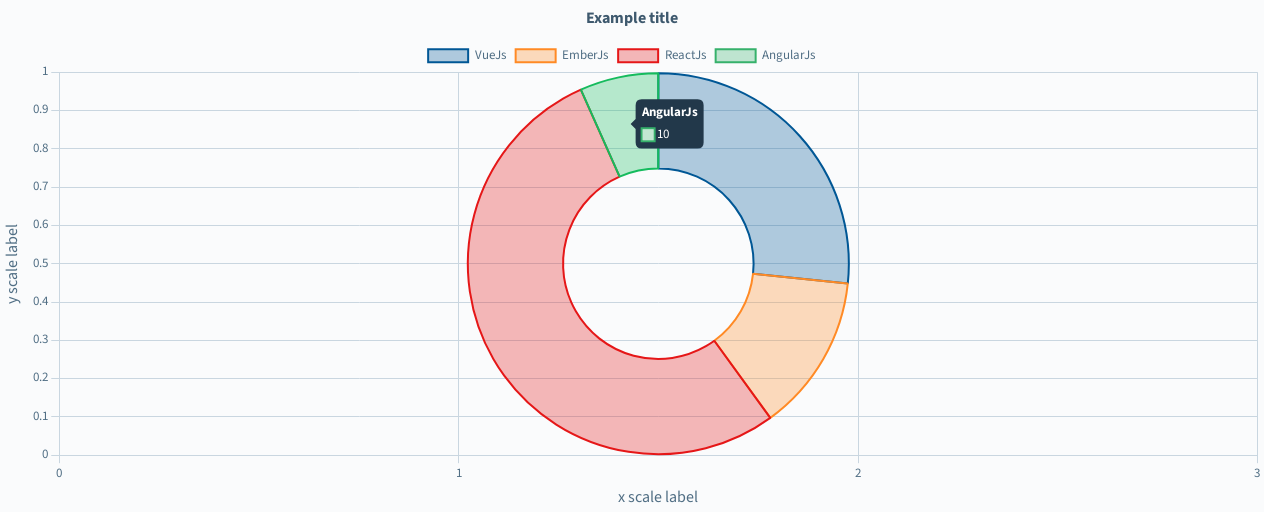 Example title
VueJs EmberJs ReactJs AngularJs
y scale label
1
0.9
0.8
0.7
0.6
0.5
0.4
0.3
0.2
0.1
0
AngularJs
10
0 1 2 3
x scale label